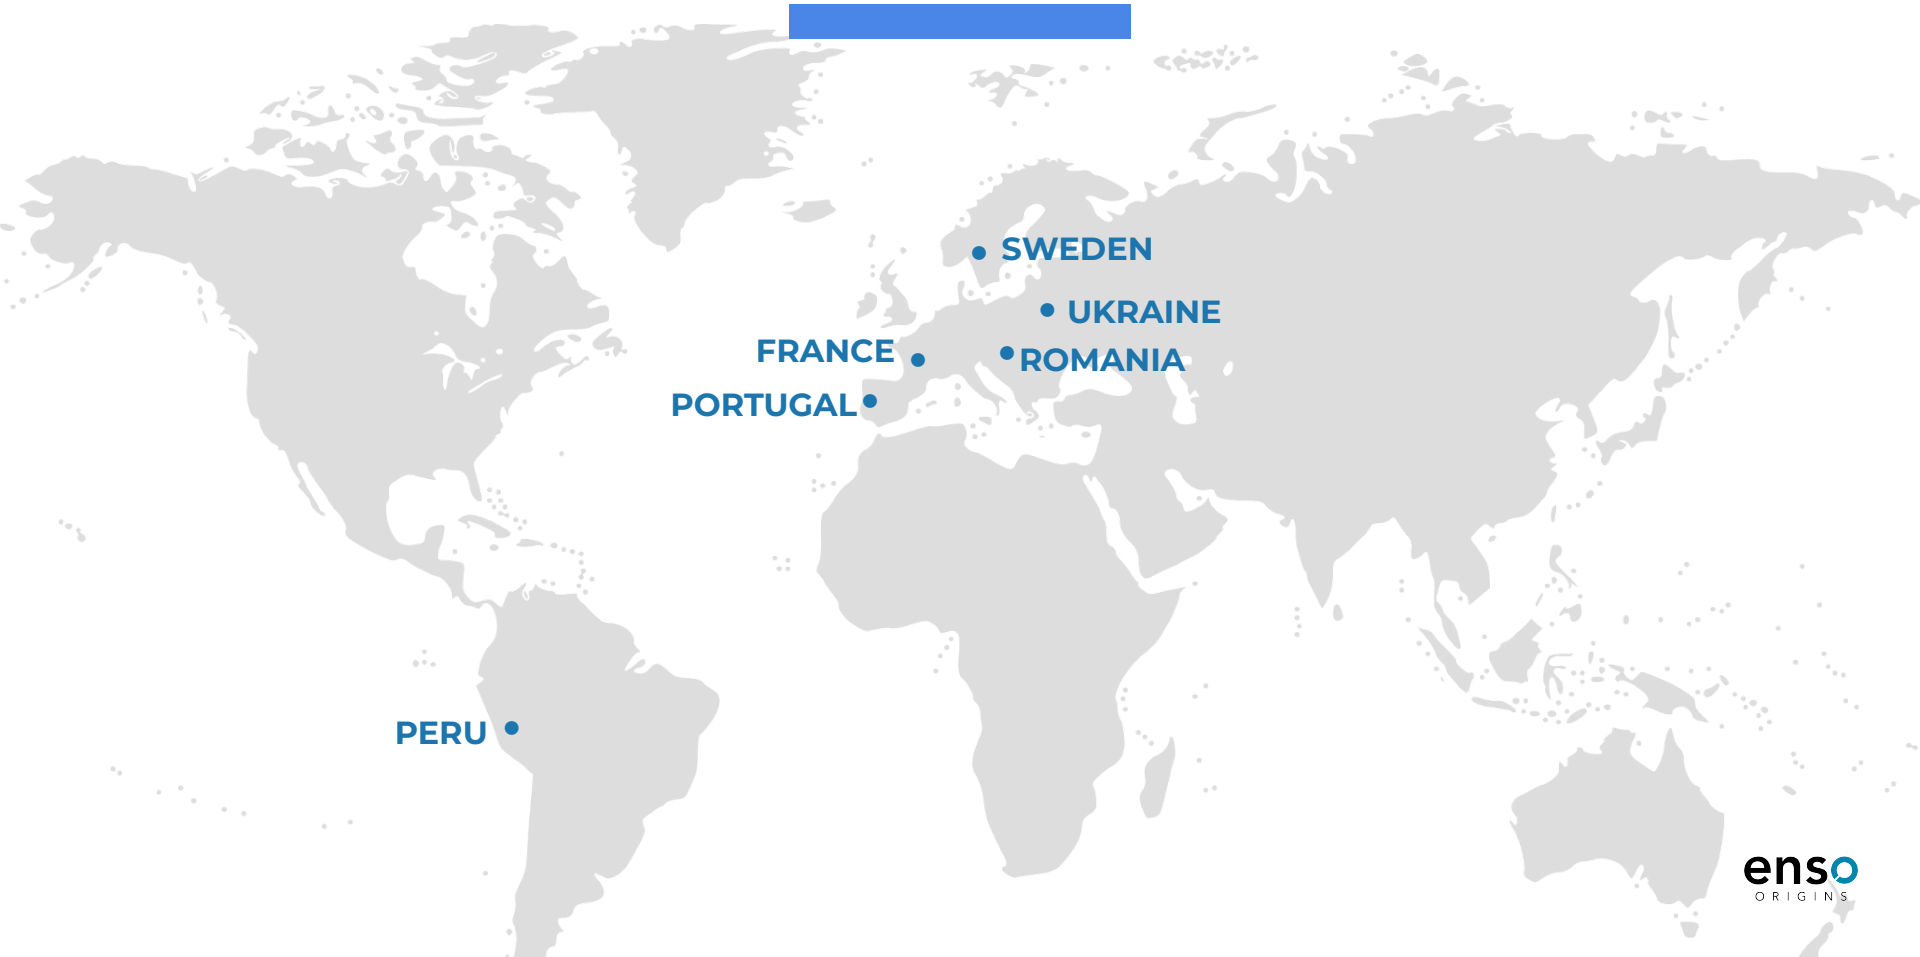 SWEDEN
UKRAINE
FRANCE
ROMANIA
PORTUGAL
PERU
enso
ORIGINS